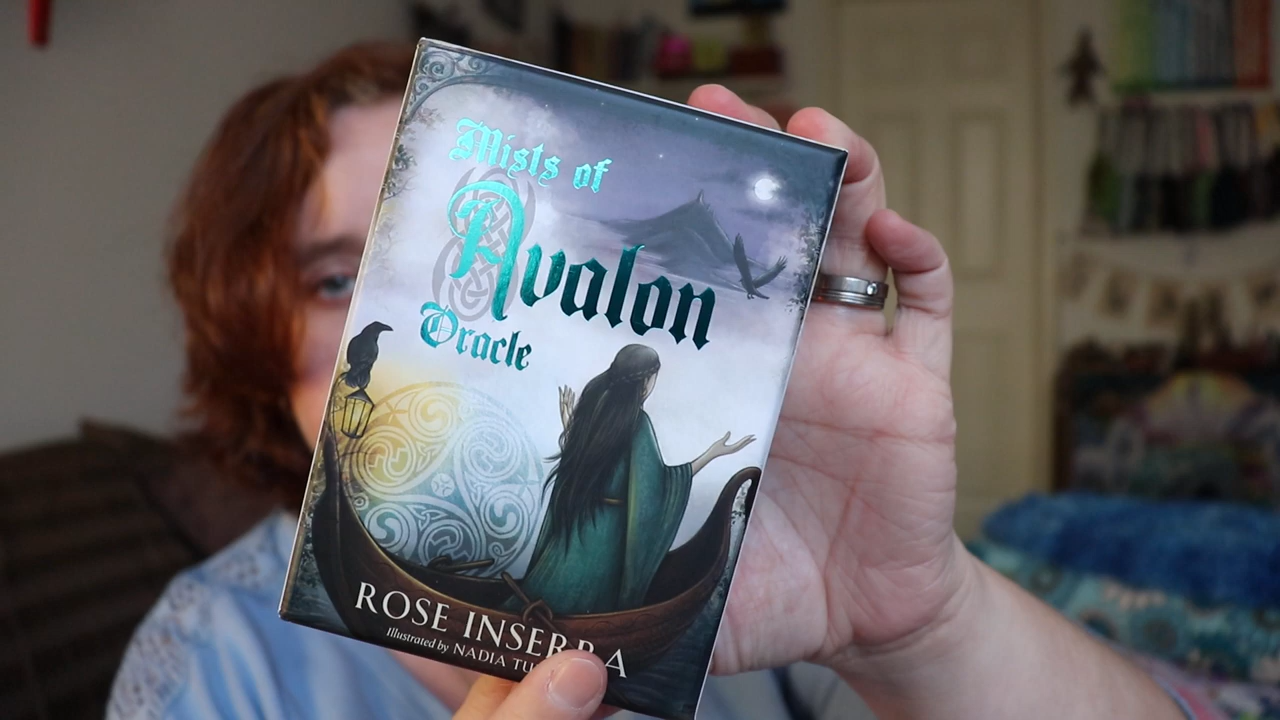 Mists of
Avalon
Oracle
ROSE INSERRA
Illustrated by NADIA